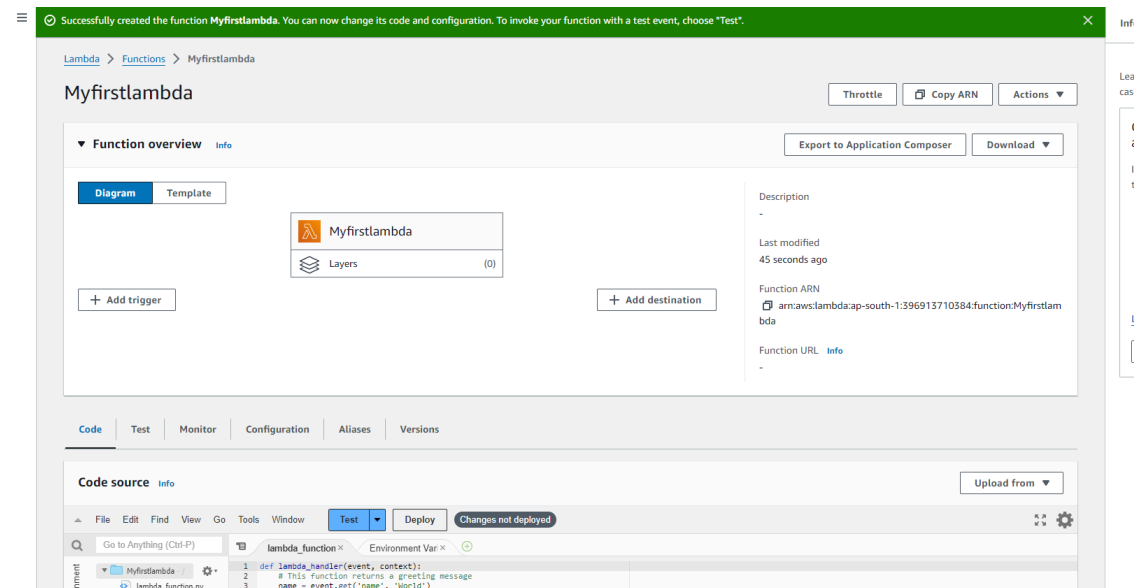 Successfully created the function Myfirstlambda. You can now change its code and configuration. To invoke your function with a test event, choose "Test".
Lambda > Functions > Myfirstlambda
Myfirstlambda
Throttle
Copy ARN
Actions
Function overview Info
Export to Application Composer
Download
Diagram
Template
Myfirstlambda
Layers (0)
+ Add trigger
+ Add destination
Description
-
Last modified
45 seconds ago
Function ARN
arn:aws:lambda:ap-south-1:396913710384:function:Myfirstlam
bda
Function URL Info
-
Code Test Monitor Configuration Aliases Versions
Code source Info
Upload from
File Edit Find View Go Tools Window Test Deploy Changes not deployed
Go to Anything (Ctrl-P)
lambda_function ×
Environment Vari ×
Myfirstlambda - /
lambda_function.py
1 def lambda_handler(event, context):
2 # This function returns a greeting message
3 name = event.get('name', 'World')